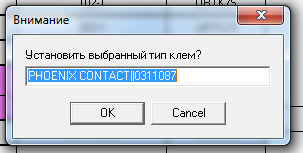 Внимание
Установить выбранный тип клем?
PHOENIX CONTACT||0311087
OK
Cancel